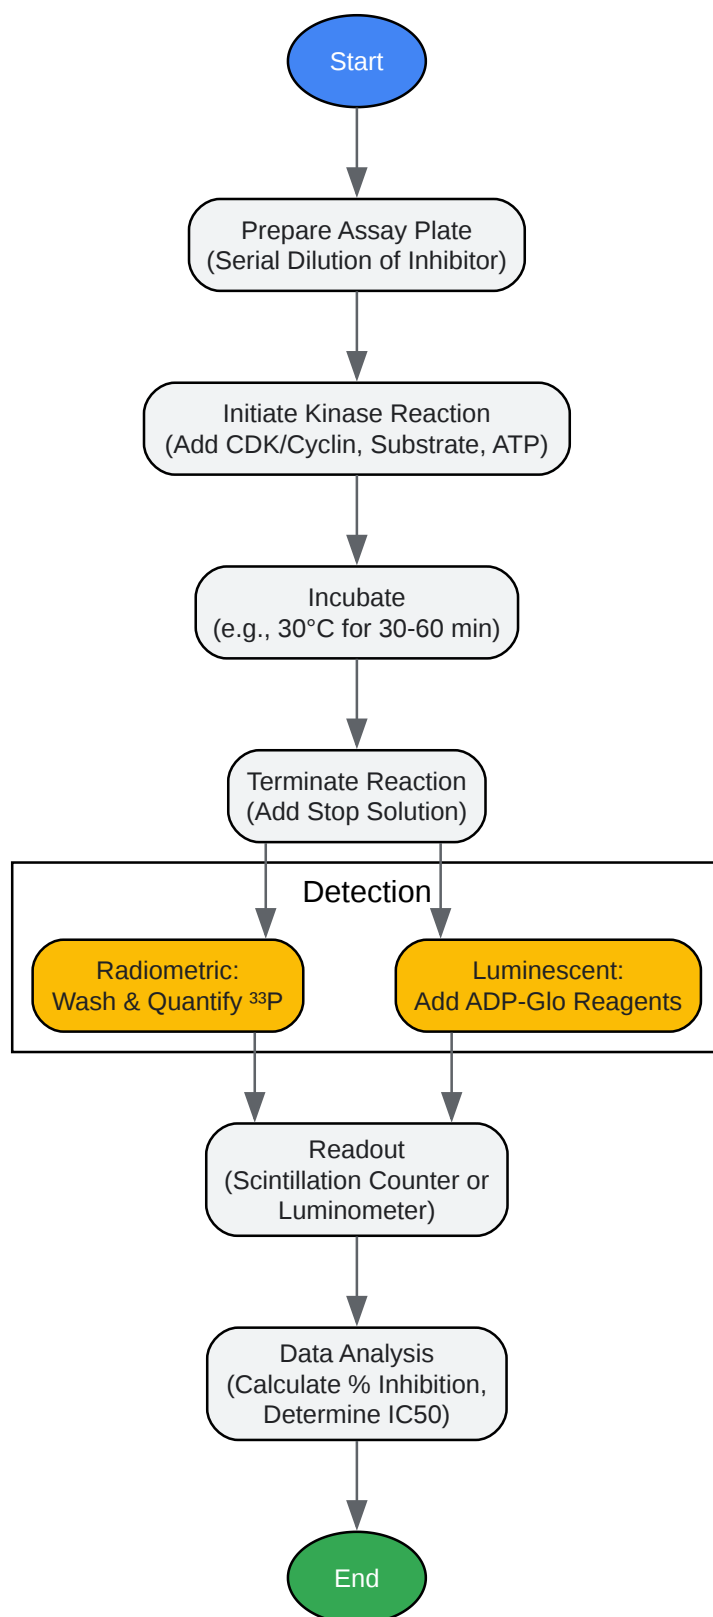 Start
Prepare Assay Plate
(Serial Dilution of Inhibitor)
Initiate Kinase Reaction
(Add CDK/Cyclin, Substrate, ATP)
Incubate
(e.g., 30°C for 30-60 min)
Terminate Reaction
(Add Stop Solution)
Detection
Radiometric:
Wash & Quantify ³³P
Luminescent:
Add ADP-Glo Reagents
Readout
(Scintillation Counter or
Luminometer)
Data Analysis
(Calculate % Inhibition,
Determine IC50)
End